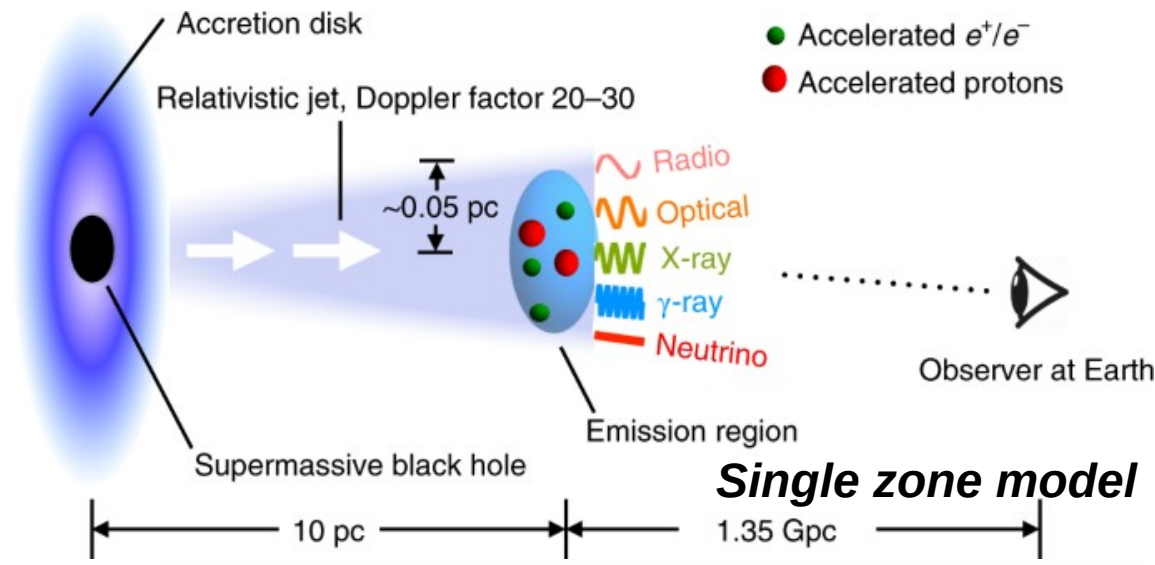 Accretion disk
Accelerated e⁺/e⁻
Accelerated protons
Relativistic jet, Doppler factor 20–30
~0.05 pc
Radio
Optical
X-ray
γ-ray
Neutrino
Observer at Earth
Emission region
Supermassive black hole
Single zone model
10 pc
1.35 Gpc